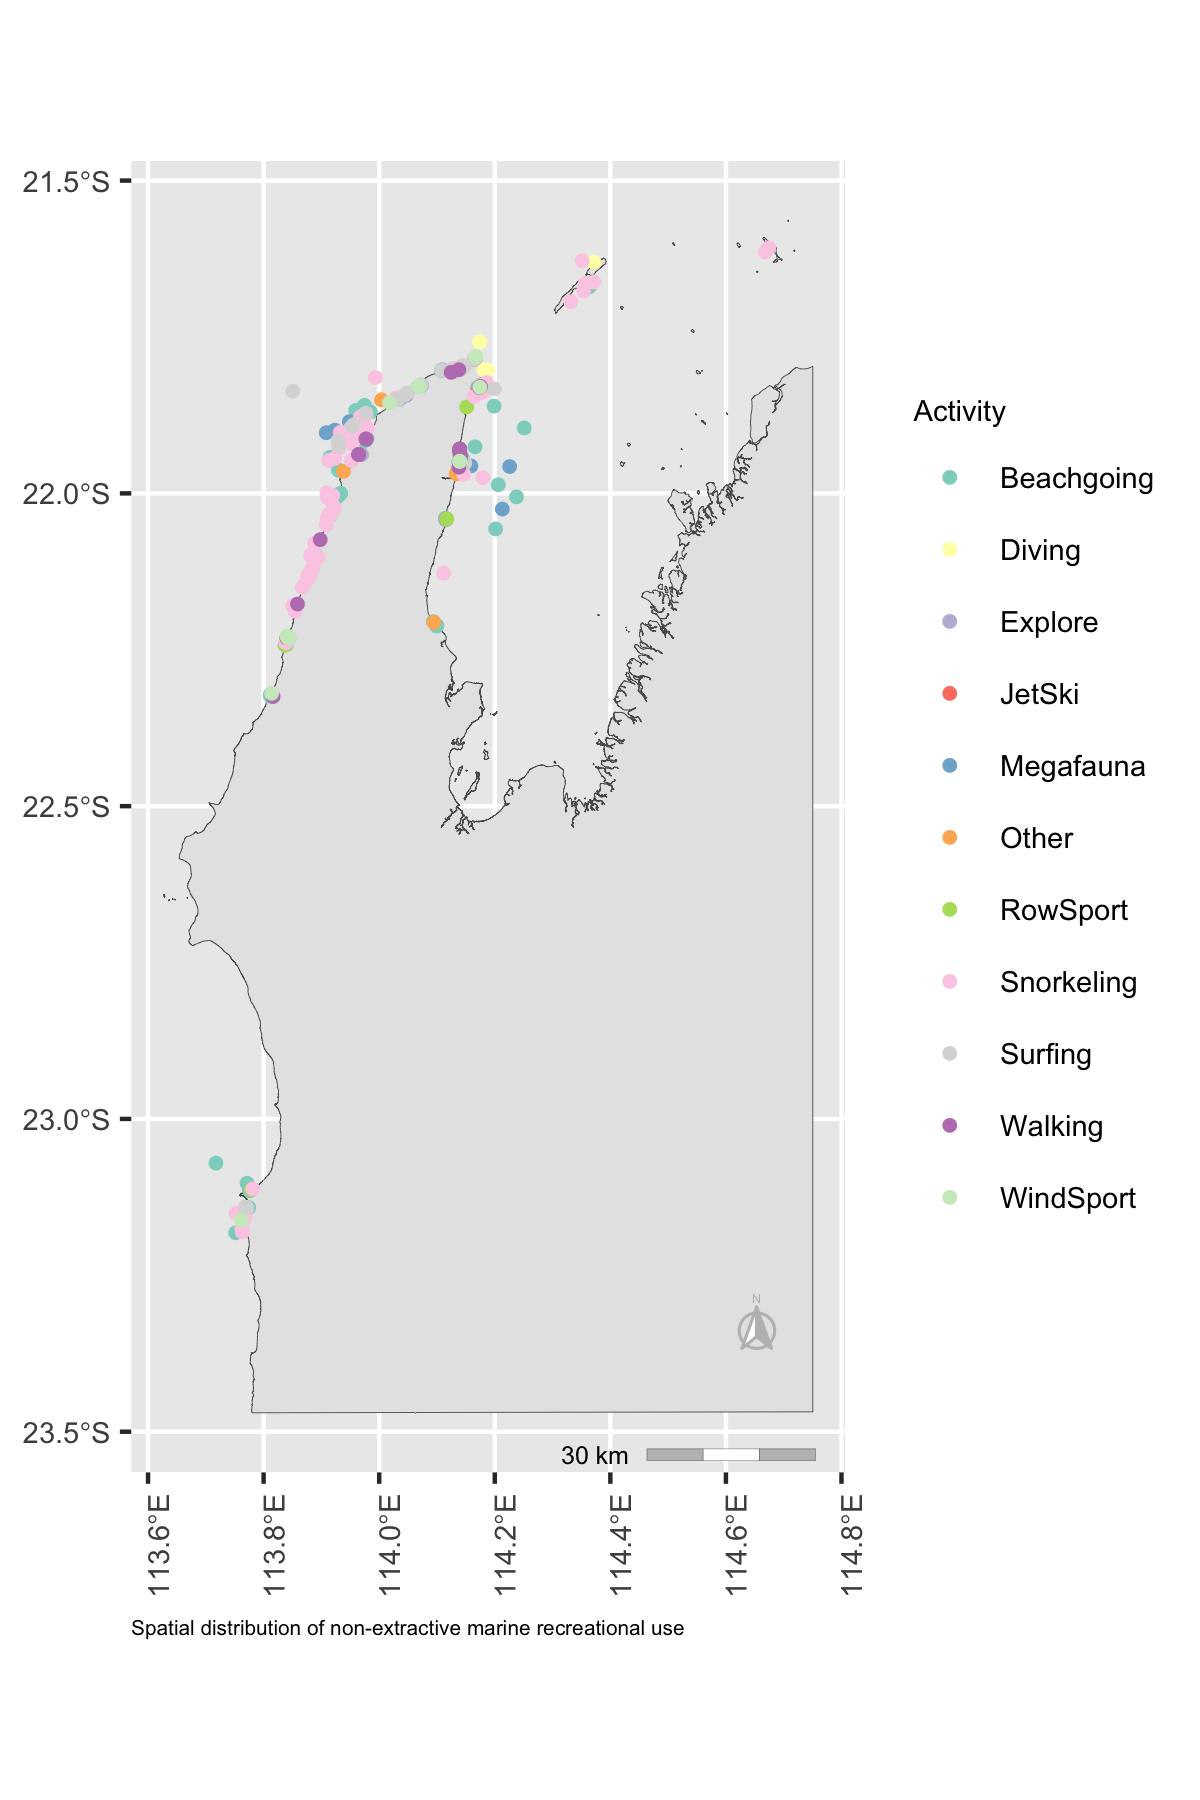 21.5°S
22.0°S
22.5°S
23.0°S
23.5°S
113.6°E
113.8°E
114.0°E
114.2°E
114.4°E
114.6°E
114.8°E
N
30 km
Activity
Beachgoing
Diving
Explore
JetSki
Megafauna
Other
RowSport
Snorkeling
Surfing
Walking
WindSport
Spatial distribution of non-extractive marine recreational use